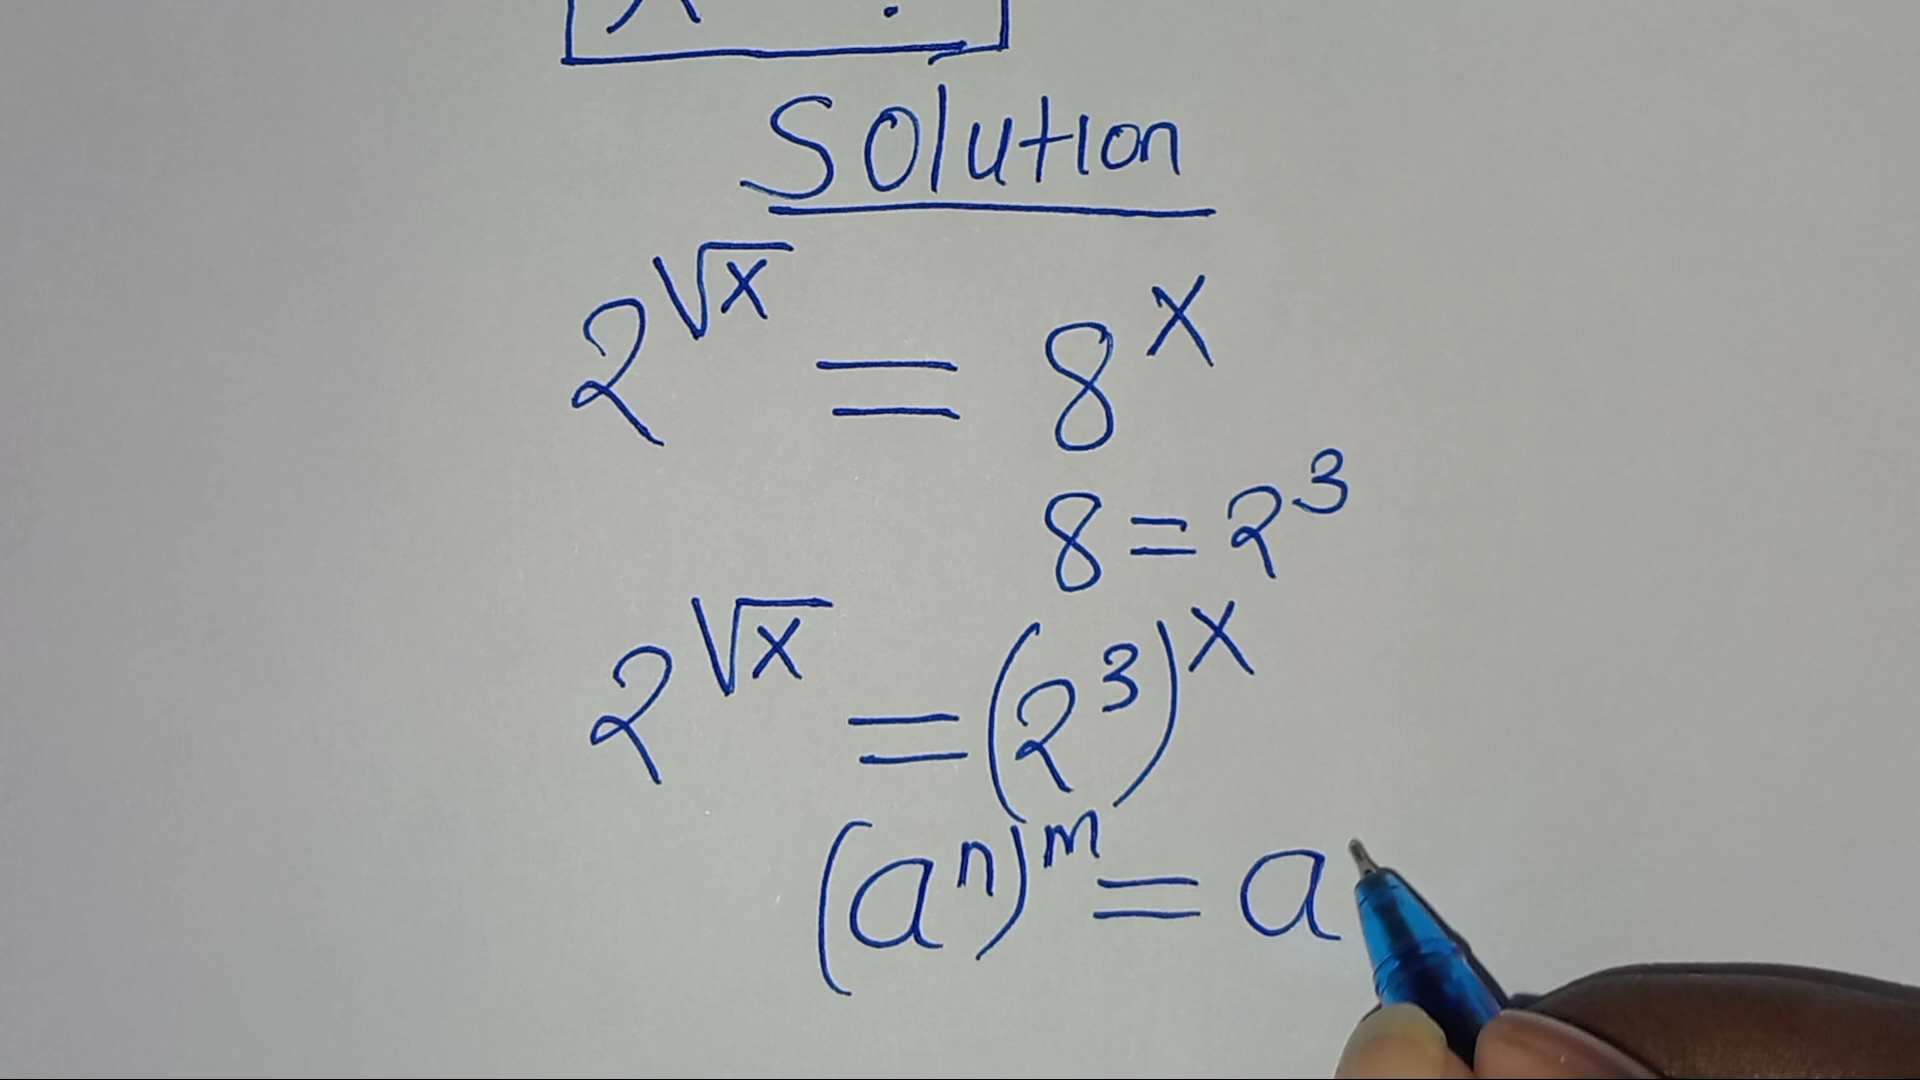 Solution
2^√x = 8^x
8 = 2^3
2^√x = (2^3)^x
(a^n)^m = a